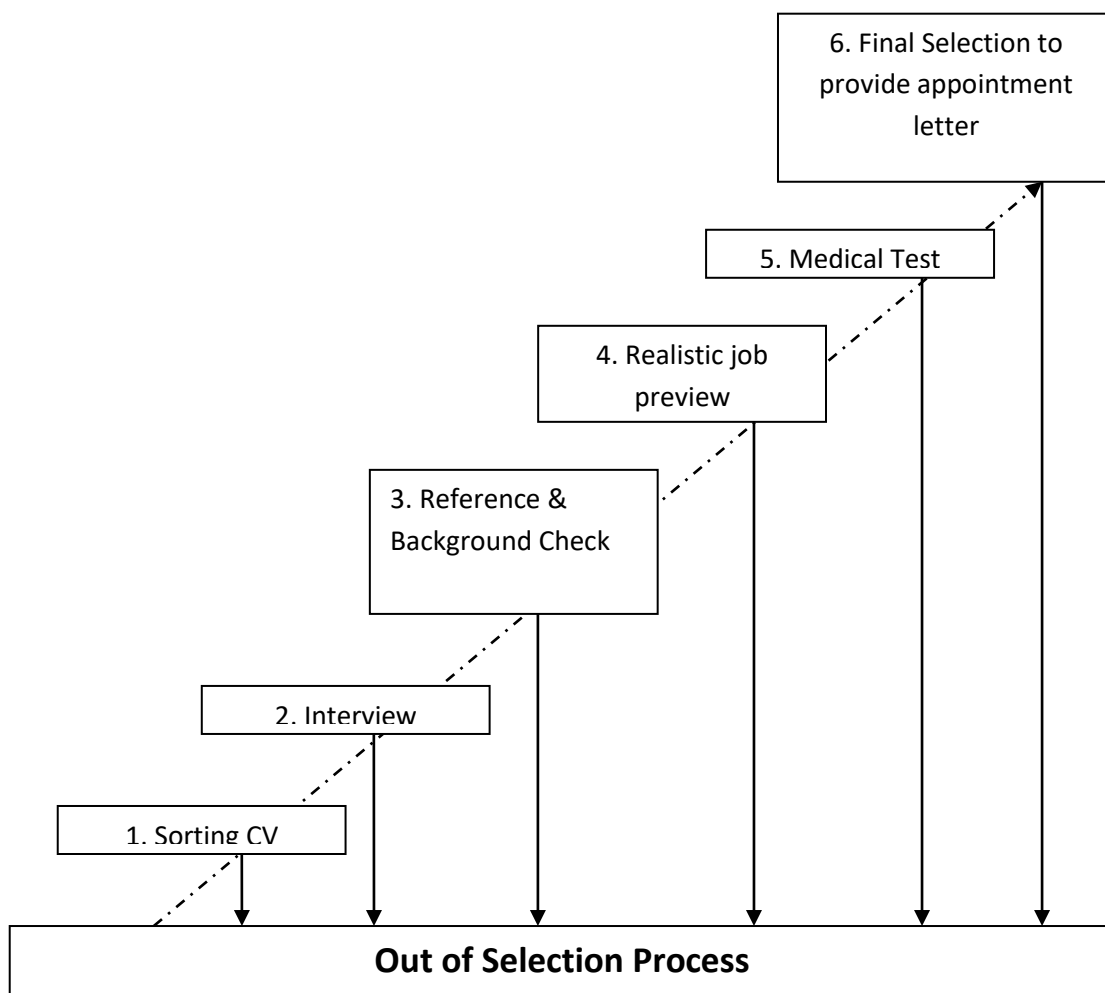 6. Final Selection to
provide appointment
letter
5. Medical Test
4. Realistic job
preview
3. Reference &
Background Check
2. Interview
1. Sorting CV
Out of Selection Process